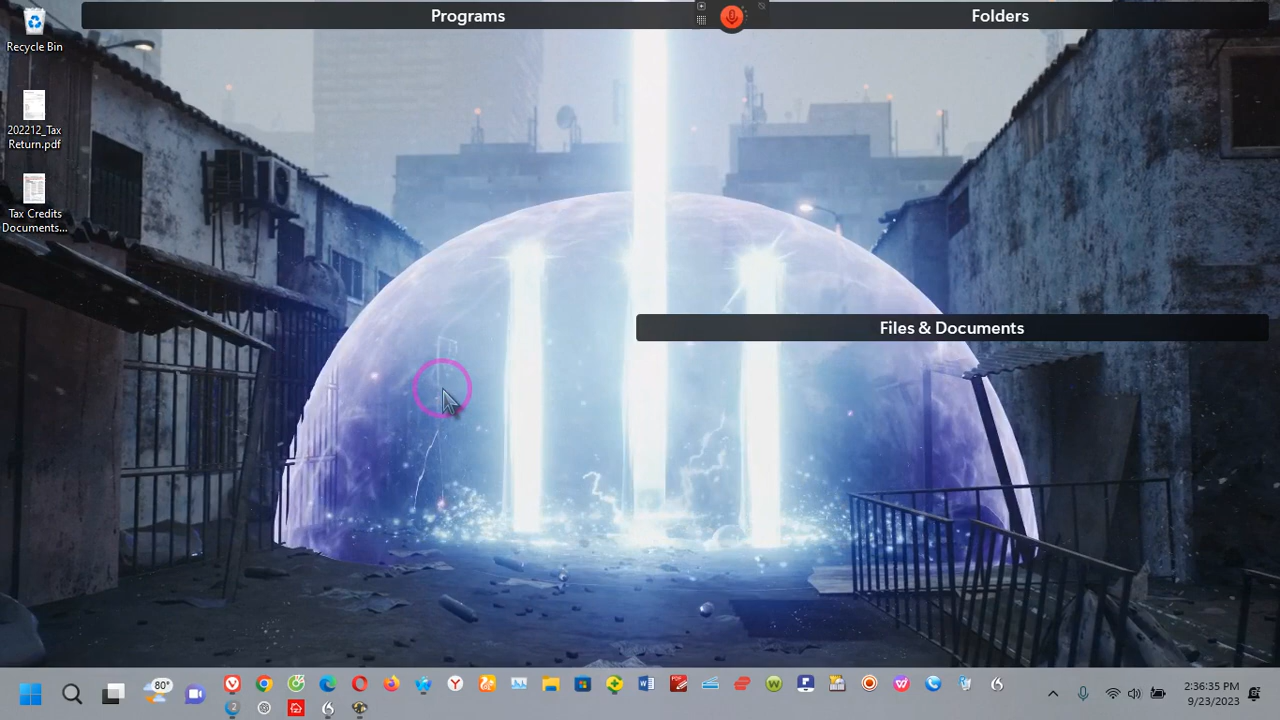 Programs
Folders
Recycle Bin
202212_Tax
Return.pdf
Tax Credits
Documents...
Files & Documents
80°
2:36:35 PM
9/23/2023